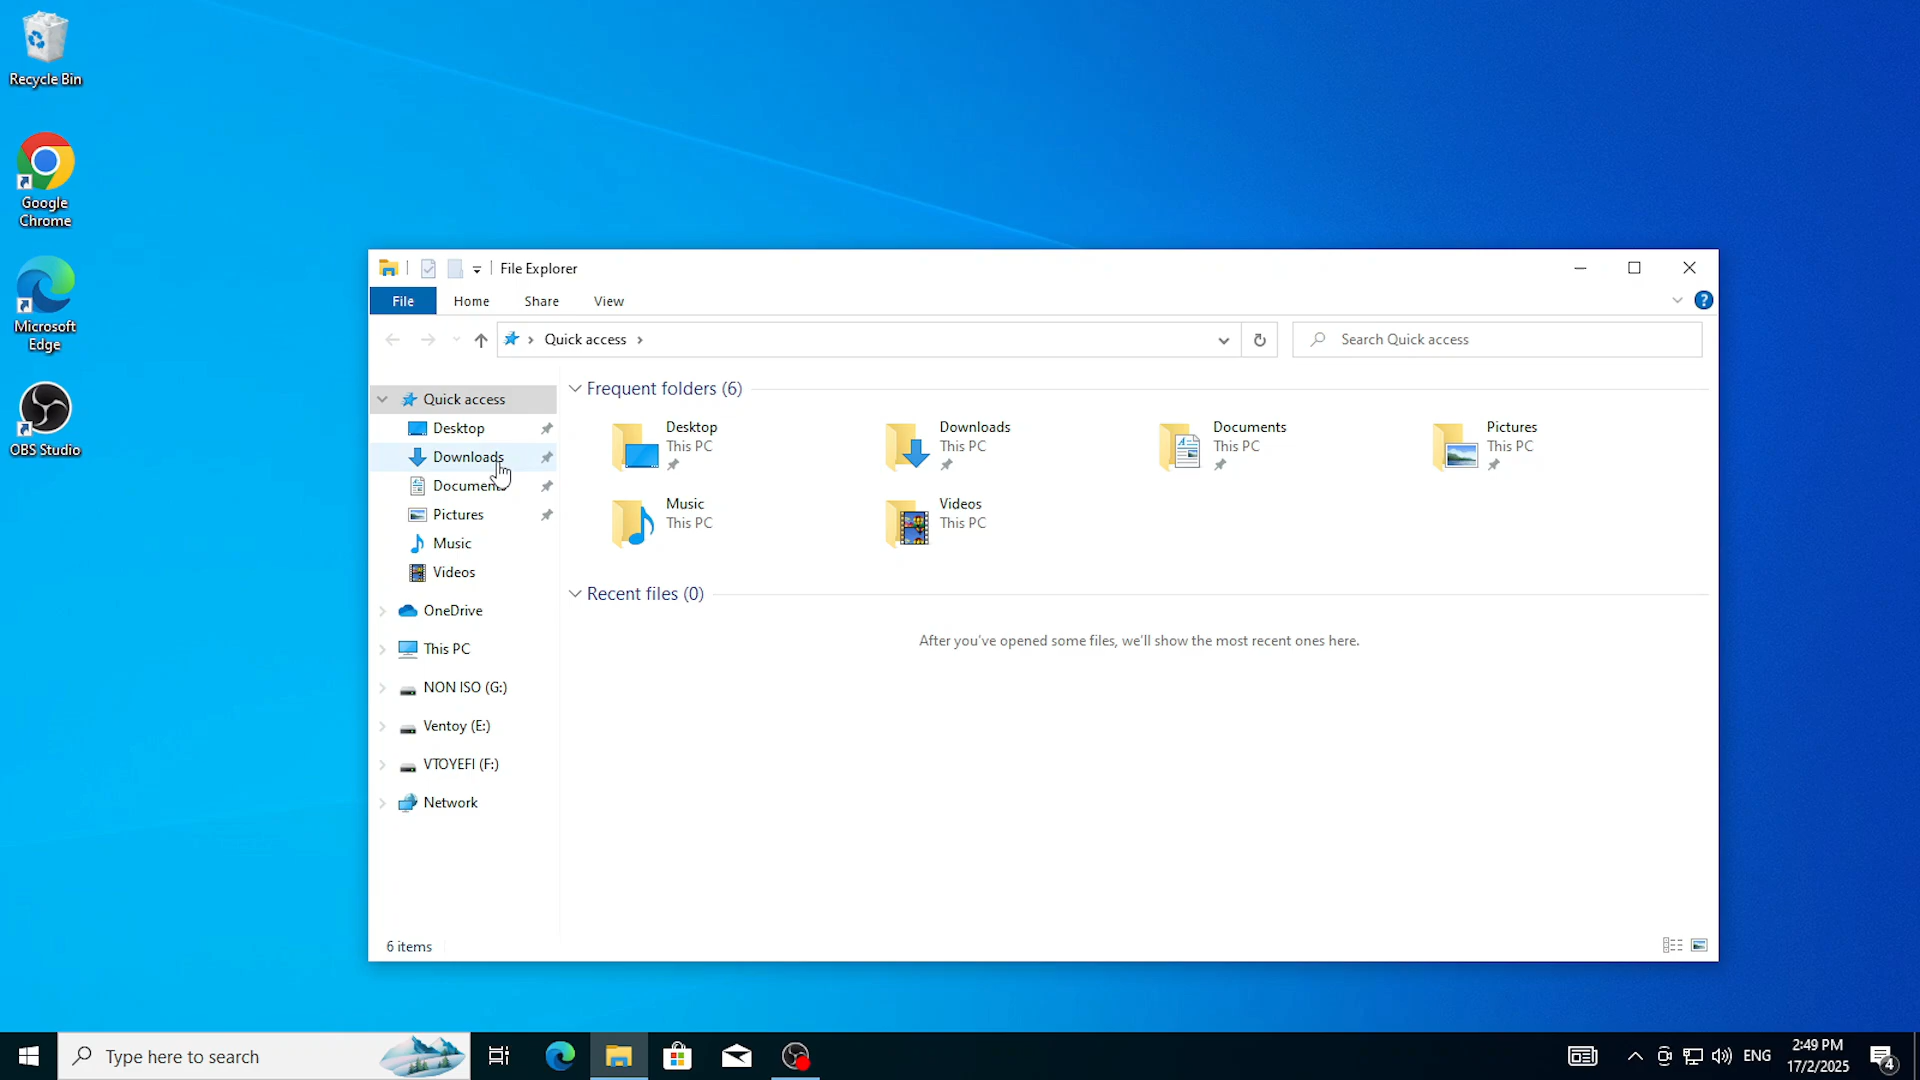 Recycle Bin
Google
Chrome
Microsoft
Edge
OBS Studio
File Explorer
File Home Share View
?
Quick access
Search Quick access
Quick access
Desktop
Downloads
Documents
Pictures
Music
Videos
OneDrive
This PC
NON ISO (G:)
Ventoy (E:)
VTOYEFI (F:)
Network
Frequent folders (6)
Desktop
This PC
Downloads
This PC
Documents
This PC
Pictures
This PC
Music
This PC
Videos
This PC
Recent files (0)
After you've opened some files, we'll show the most recent ones here.
6 items
Type here to search
ENG
2:49 PM
17/2/2025
4